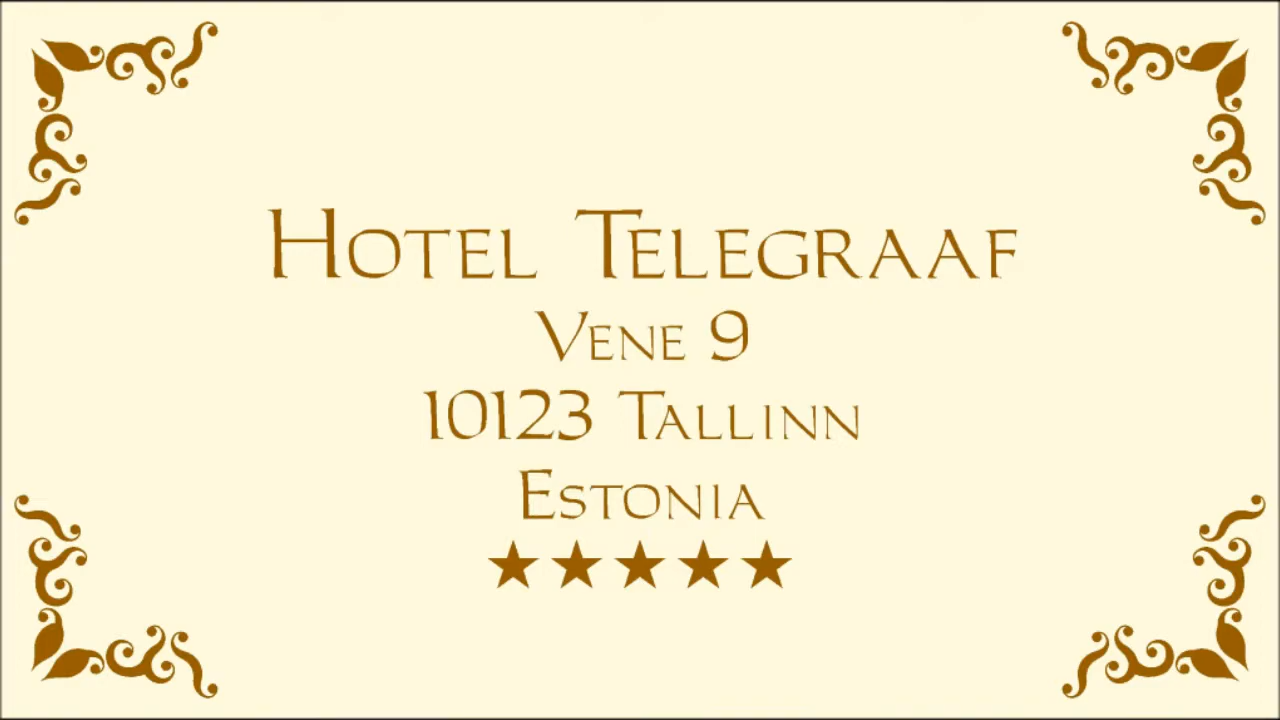 Hotel Telegraaf
Vene 9
10123 Tallinn
Estonia
★★★★★